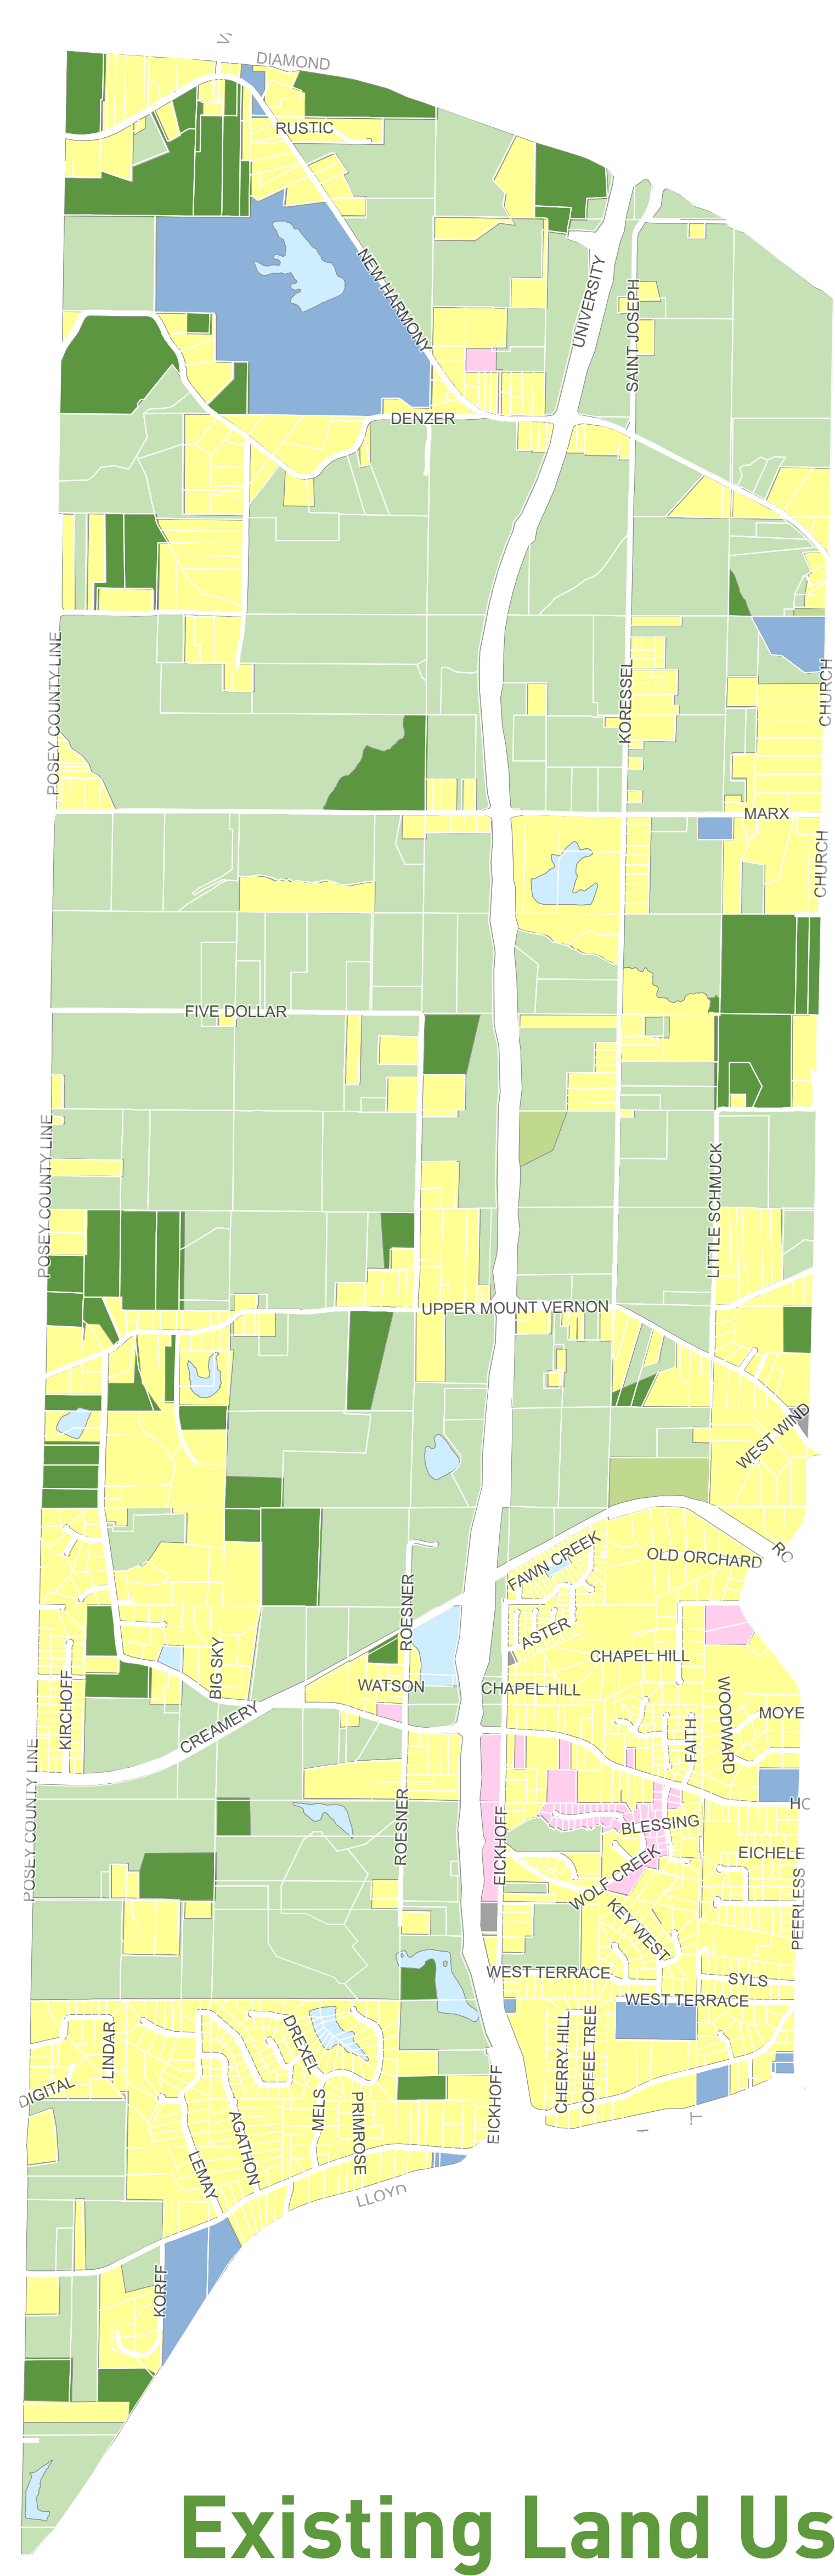 DIAMOND
RUSTIC
NEW HARMONY
UNIVERSITY
SAINT JOSEPH
DENZER
POSEY COUNTY LINE
KORESSEL
CHURCH
MARX
CHURCH
FIVE DOLLAR
POSEY COUNTY LINE
LITTLE SCHMUCK
UPPER MOUNT VERNON
WEST WIND
RO
OLD ORCHARD
FAWN CREEK
ROESNER
ASTER
CHAPEL HILL
BIG SKY
KIRCHOFF
WATSON
CHAPEL HILL
WOODWARD
MOYE
FAITH
CREAMERY
POSEY COUNTY LINE
HO
ROESNER
EICKHOFF
BLESSING
EICHELE
WOLF CREEK
KEY WEST
PEERLESS
WEST TERRACE
SYLS
WEST TERRACE
LINDAR
DREXEL
CHERRY HILL
COFFEE TREE
DIGITAL
MELS
PRIMROSE
EICKHOFF
AGATHON
LEMAY
LLOYD
KORFF
Existing Land Us